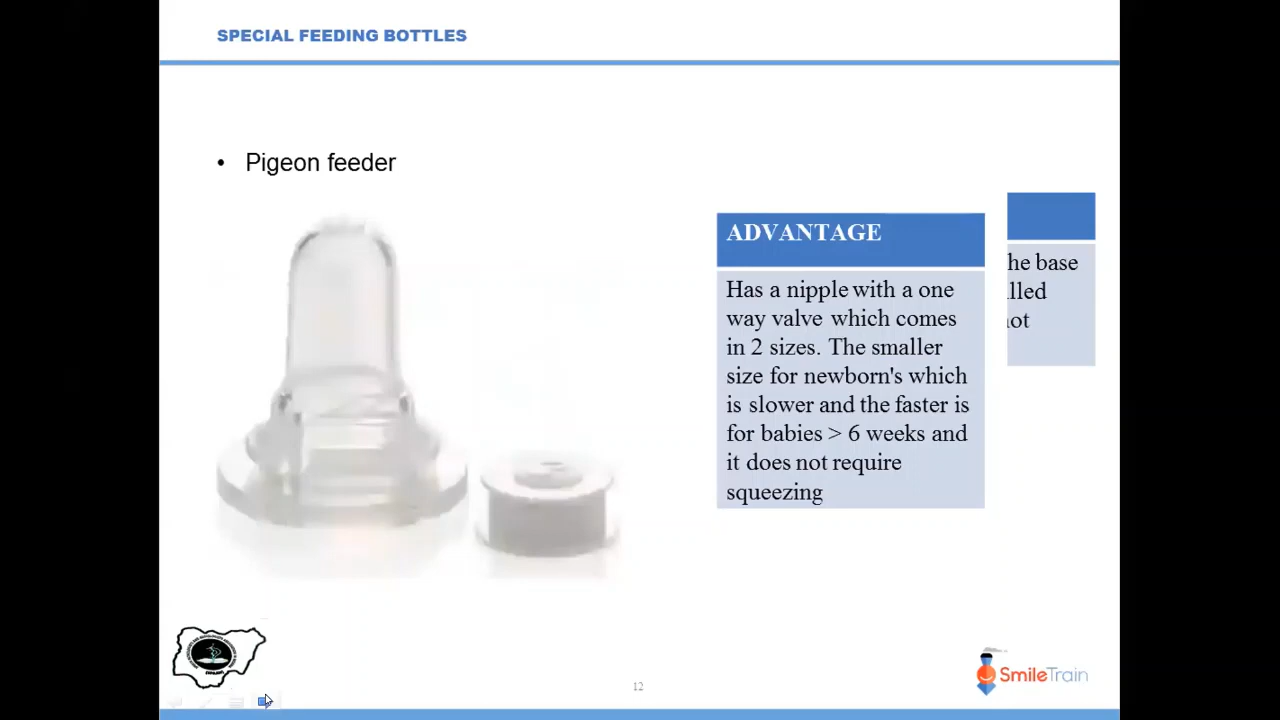 SPECIAL FEEDING BOTTLES
• Pigeon feeder
ADVANTAGE
Has a nipple with a one
way valve which comes
in 2 sizes. The smaller
size for newborn's which
is slower and the faster is
for babies > 6 weeks and
it does not require
squeezing
he base
lled
not
12
SmileTrain